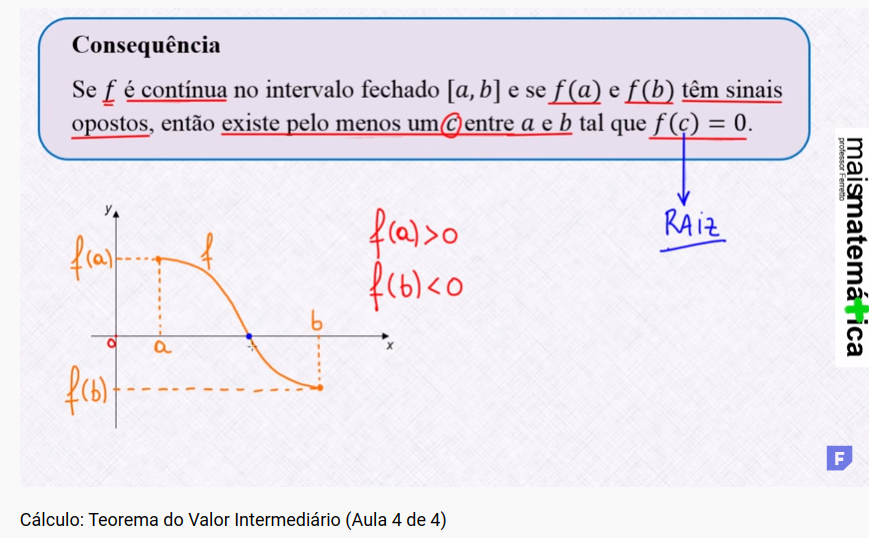 Consequência
Se f é contínua no intervalo fechado [a, b] e se f(a) e f(b) têm sinais
opostos, então existe pelo menos um c entre a e b tal que f(c) = 0.
RAiZ
y
f(a)
f
f(a)>0
f(b)<0
b
0
a
x
f(b)
maismatemática
professor Ferretto
F
Cálculo: Teorema do Valor Intermediário (Aula 4 de 4)